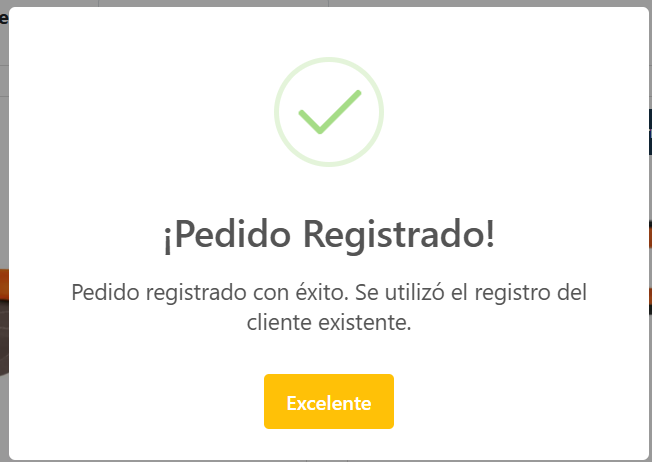 e
¡Pedido Registrado!
Pedido registrado con éxito. Se utilizó el registro del
cliente existente.
Excelente